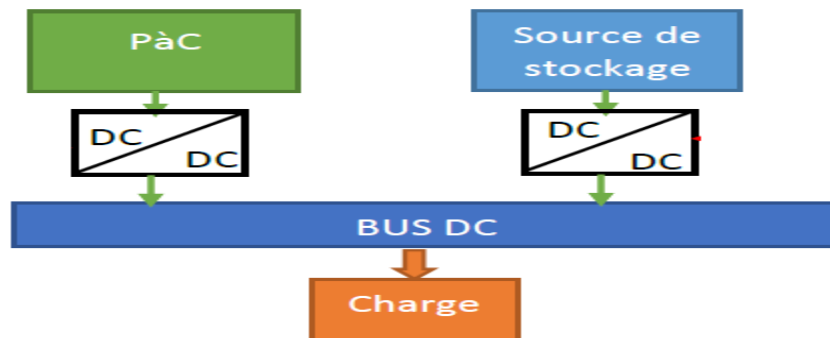 PàC
Source de
stockage
DC
DC
DC
DC
BUS DC
Charge